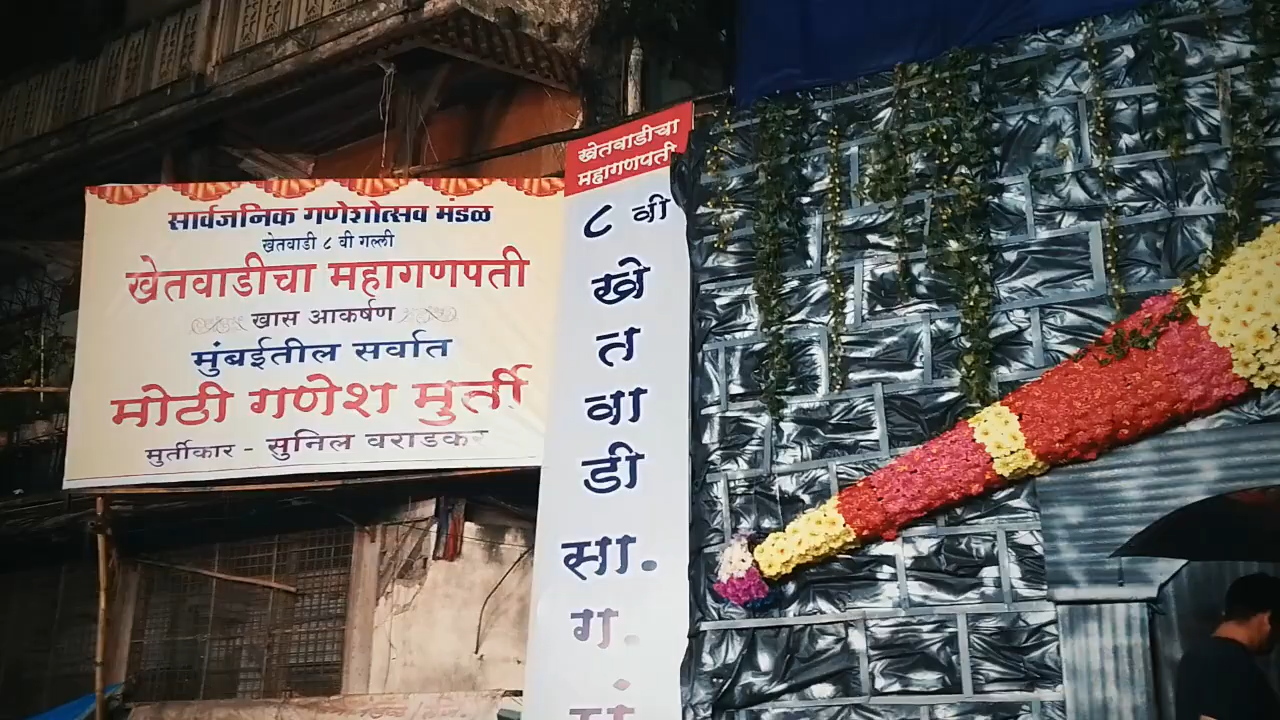 सार्वजनिक गणेशोत्सव मंडळ
खेतवाडी ८ वी गल्ली
खेतवाडीचा महागणपती
खास आकर्षण
मुंबईतील सर्वात
मोठी गणेश मुर्ती
मुर्तीकार - सुनिल वराडकर
खेतवाडीचा
महागणपती
८ वी
खे
त
वा
डी
सा.
ग.